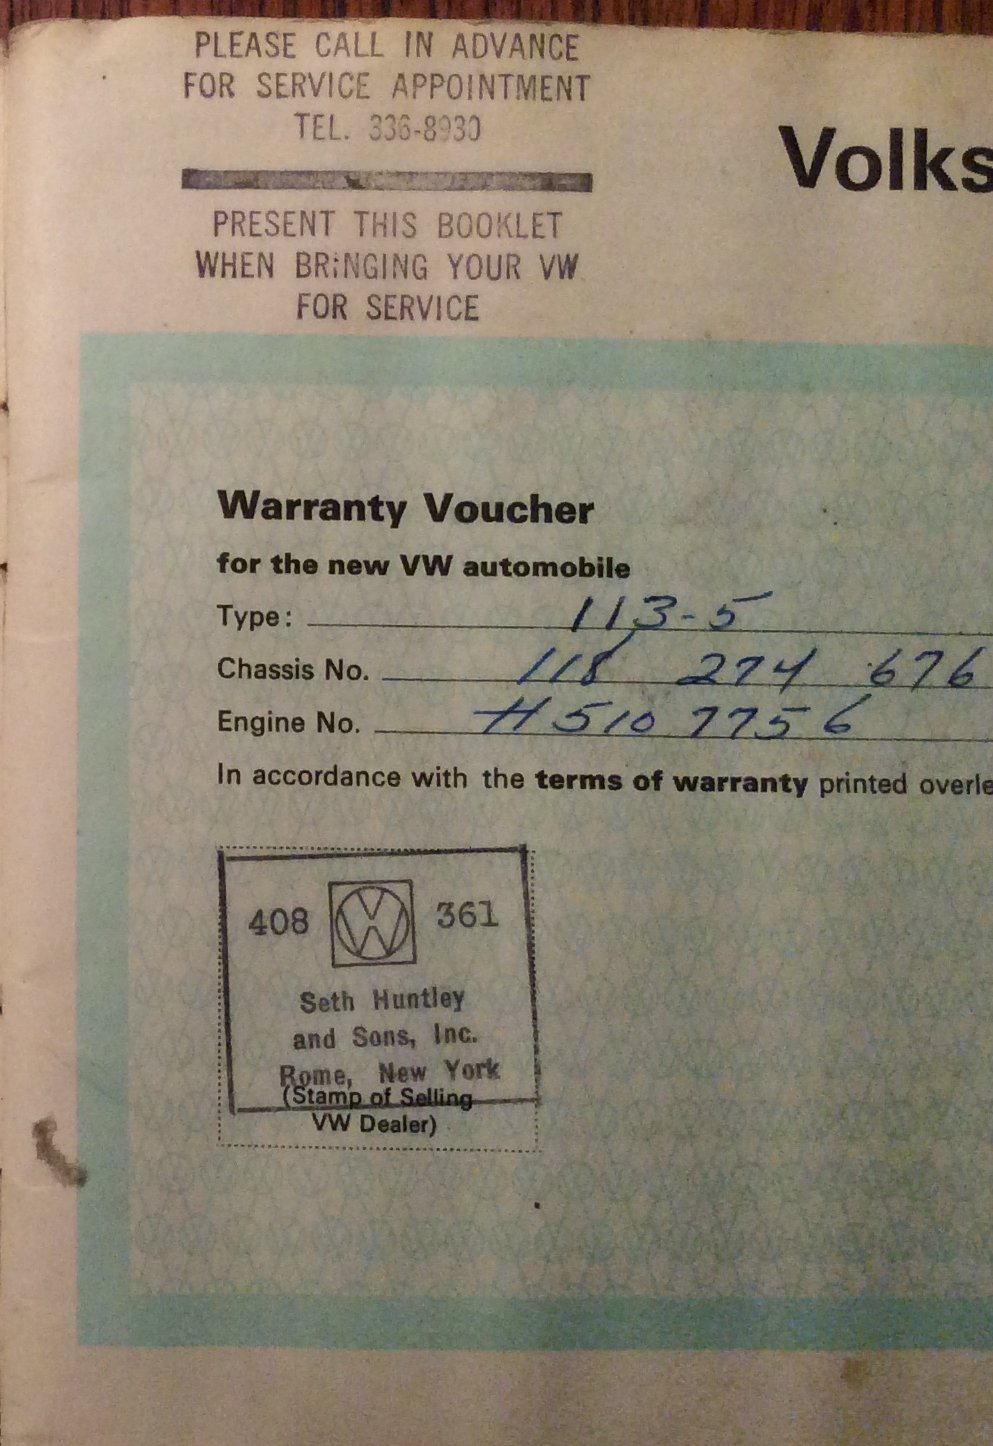 PLEASE CALL IN ADVANCE
FOR SERVICE APPOINTMENT
TEL. 336-8930
PRESENT THIS BOOKLET
WHEN BRINGING YOUR VW
FOR SERVICE
Volks
Warranty Voucher
for the new VW automobile
Type: 113-5
Chassis No. 118 274 676
Engine No. H5107756
In accordance with the terms of warranty printed overle
408 361
Seth Huntley
and Sons, Inc.
Rome, New York
(Stamp of Selling
VW Dealer)